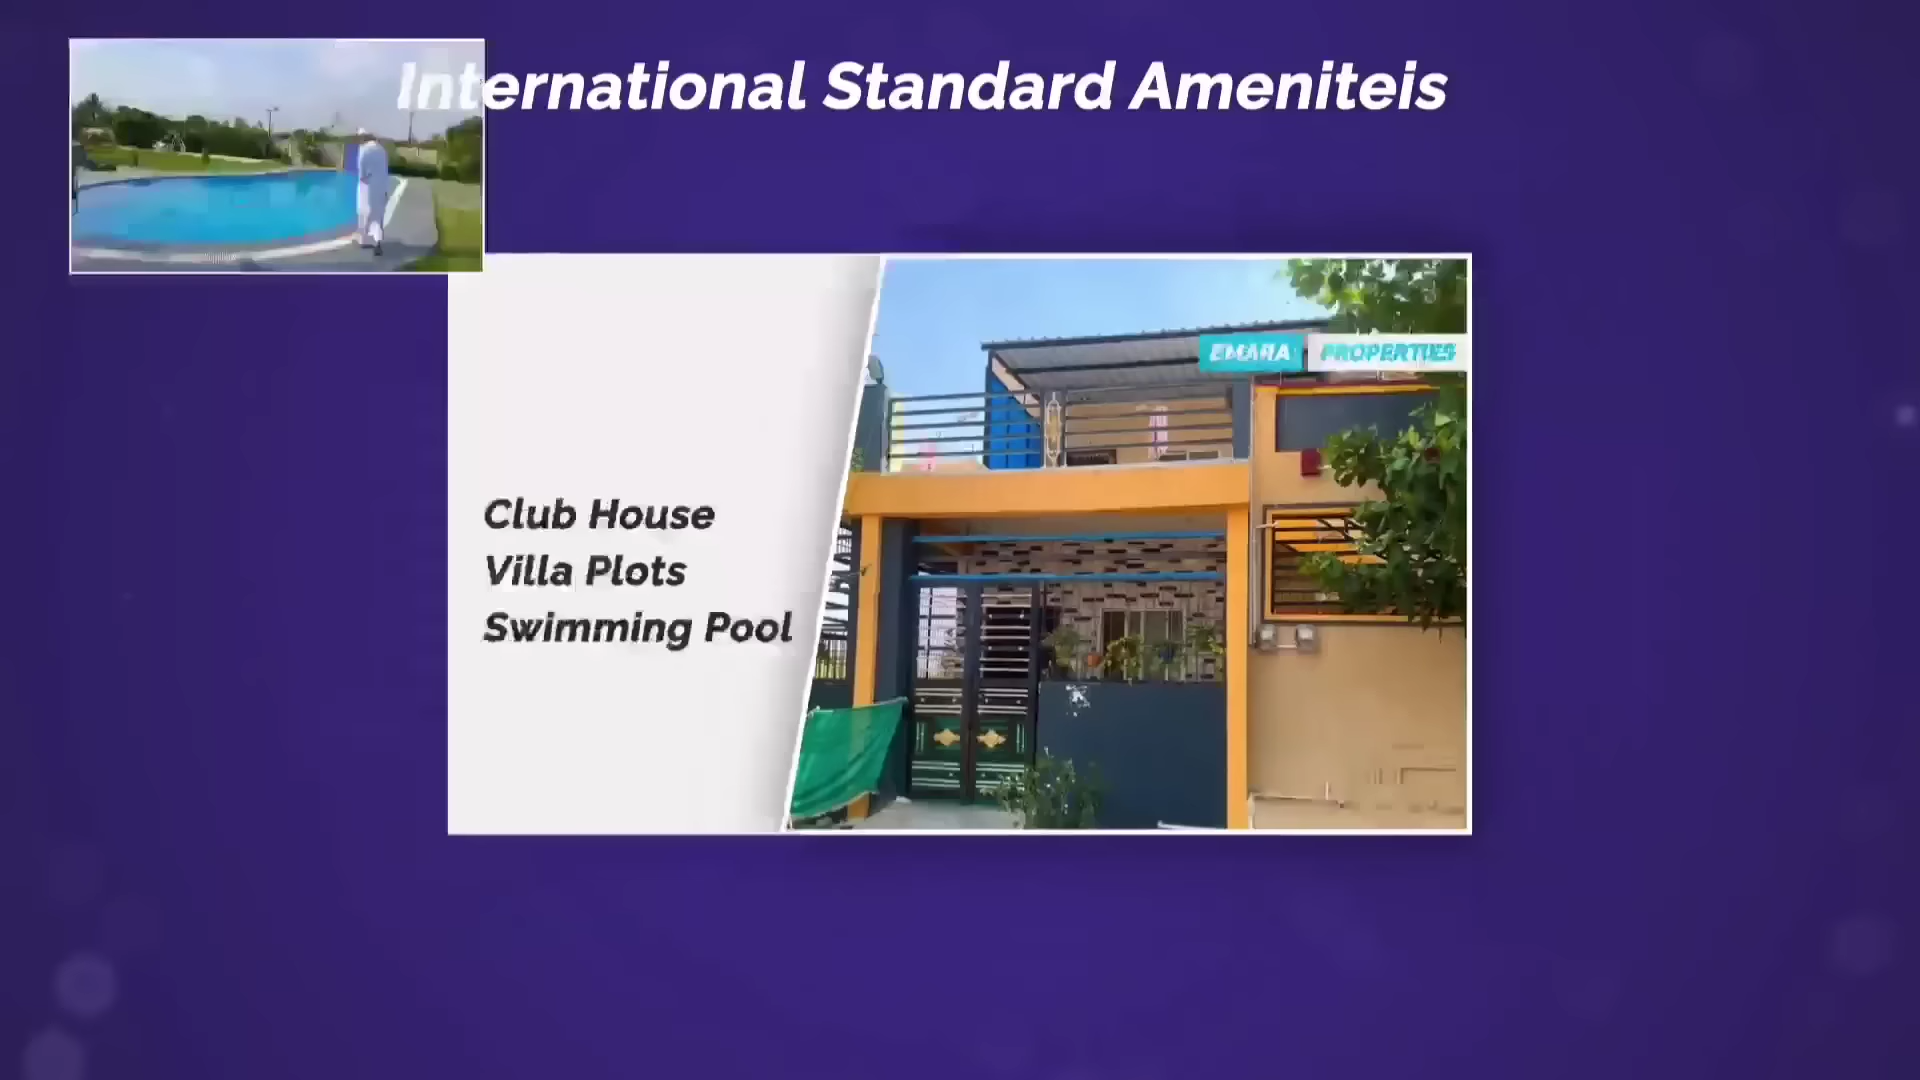 International Standard Ameniteis
EMARA PROPERTIES
Club House
Villa Plots
Swimming Pool